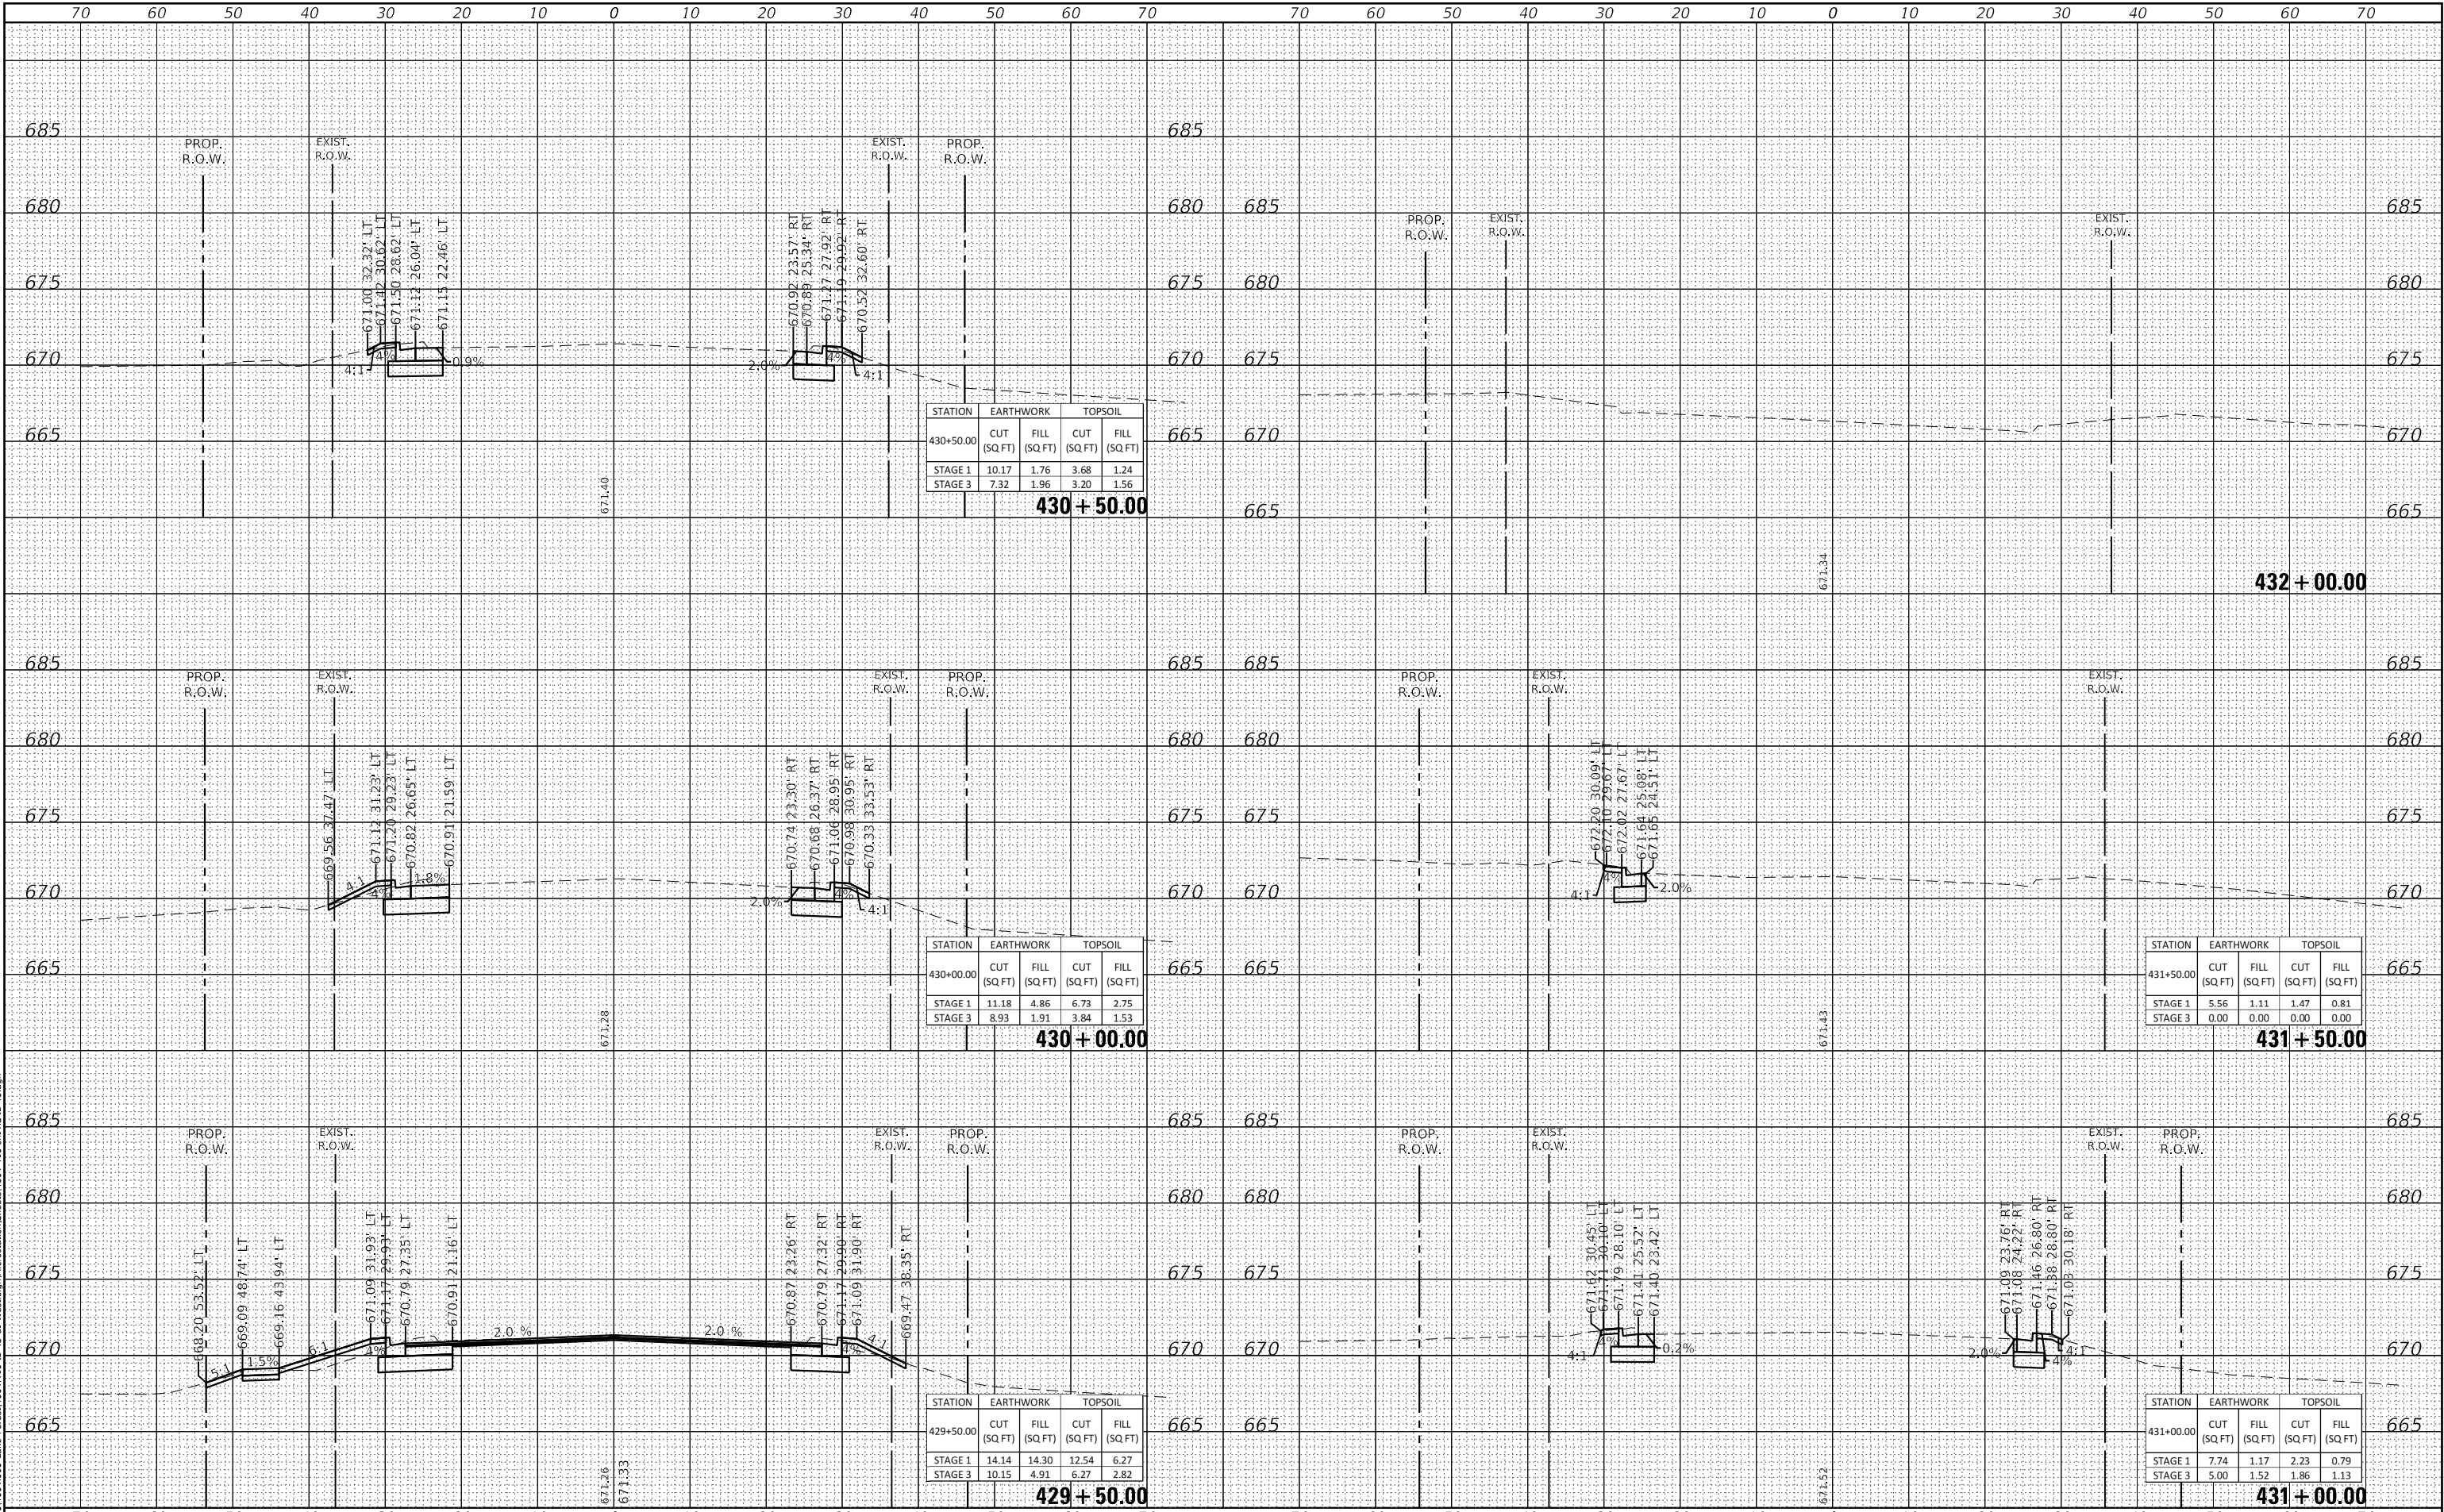 70 60 50 40 30 20 10 0 10 20 30 40 50 60 70 70 60 50 40 30 20 10 0 10 20 30 40 50 60 70
685 685
PROP. R.O.W.
EXIST. R.O.W.
EXIST. R.O.W.
PROP. R.O.W.
680 680
671.00 32.32' LT
671.42 30.62' LT
671.50 28.62' LT
671.12 26.04' LT
671.15 22.46' LT
670.92 23.57' RT
670.89 25.34' RT
671.27 27.92' RT
671.19 29.92' RT
670.52 32.60' RT
675 675
670 670
4:1
4%
0.9%
2.0%
4%
4:1
665 665
671.40
STATION EARTHWORK TOPSOIL
430+50.00 CUT (SQ FT) FILL (SQ FT) CUT (SQ FT) FILL (SQ FT)
STAGE 1 10.17 1.76 3.68 1.24
STAGE 3 7.32 1.96 3.20 1.56
430+50.00
685 685
PROP. R.O.W.
EXIST. R.O.W.
EXIST. R.O.W.
680 680
675 675
670 670
665 665
671.34
432+00.00
685 685
PROP. R.O.W.
EXIST. R.O.W.
EXIST. R.O.W.
PROP. R.O.W.
680 680
669.56 37.47' LT
671.12 31.23' LT
671.20 29.23' LT
670.82 26.65' LT
670.91 21.59' LT
670.74 23.30' RT
670.68 26.37' RT
671.06 28.95' RT
670.98 30.95' RT
670.33 33.53' RT
675 675
670 670
4:1
4%
1.8%
2.0%
4%
4:1
665 665
671.28
STATION EARTHWORK TOPSOIL
430+00.00 CUT (SQ FT) FILL (SQ FT) CUT (SQ FT) FILL (SQ FT)
STAGE 1 11.18 4.86 6.73 2.75
STAGE 3 8.93 1.91 3.84 1.53
430+00.00
685 685
PROP. R.O.W.
EXIST. R.O.W.
EXIST. R.O.W.
680 680
672.20 30.09' LT
672.10 29.67' LT
672.02 27.67' LT
671.64 25.08' LT
671.65 24.51' LT
675 675
670 670
4:1
4%
2.0%
665 665
671.43
STATION EARTHWORK TOPSOIL
431+50.00 CUT (SQ FT) FILL (SQ FT) CUT (SQ FT) FILL (SQ FT)
STAGE 1 5.56 1.11 1.47 0.81
STAGE 3 0.00 0.00 0.00 0.00
431+50.00
685 685
PROP. R.O.W.
EXIST. R.O.W.
EXIST. R.O.W.
PROP. R.O.W.
680 680
668.20 53.52' LT
669.09 48.74' LT
669.16 43.94' LT
671.09 31.93' LT
671.17 29.93' LT
670.79 27.35' LT
670.91 21.16' LT
670.87 23.26' RT
670.79 27.32' RT
671.17 29.90' RT
671.09 31.90' RT
669.47 38.35' RT
675 675
670 670
5:1
1.5%
6:1
4%
2.0 %
2.0 %
4%
4:1
665 665
671.26
671.33
STATION EARTHWORK TOPSOIL
429+50.00 CUT (SQ FT) FILL (SQ FT) CUT (SQ FT) FILL (SQ FT)
STAGE 1 14.14 14.30 12.54 6.27
STAGE 3 10.15 4.91 6.27 2.82
429+50.00
685 685
PROP. R.O.W.
EXIST. R.O.W.
EXIST. R.O.W.
PROP. R.O.W.
680 680
671.62 30.45' LT
671.71 30.10' LT
671.79 28.10' LT
671.41 25.52' LT
671.40 23.42' LT
671.09 23.76' RT
671.08 24.22' RT
671.46 26.80' RT
671.38 28.80' RT
671.03 30.18' RT
675 675
670 670
4:1
4%
0.2%
2.0%
4:1
4%
665 665
671.52
STATION EARTHWORK TOPSOIL
431+00.00 CUT (SQ FT) FILL (SQ FT) CUT (SQ FT) FILL (SQ FT)
STAGE 1 7.74 1.17 2.23 0.79
STAGE 3 5.00 1.52 1.86 1.13
431+00.00